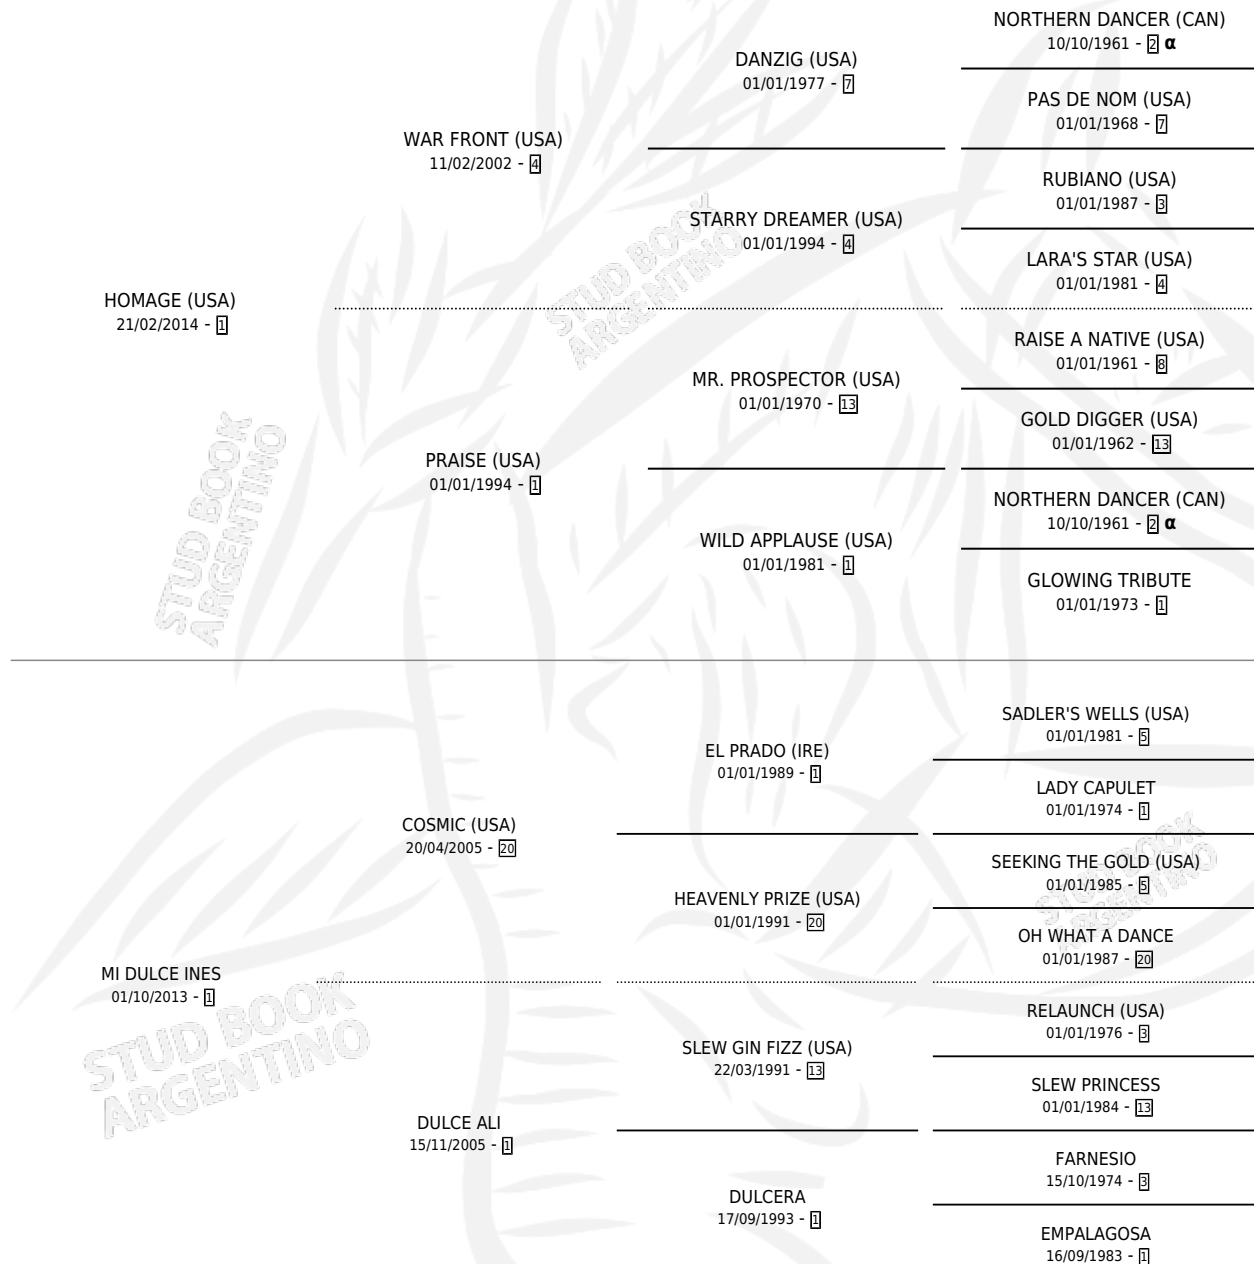 NORTHERN DANCER (CAN)
10/10/1961 - 2 α
DANZIG (USA)
01/01/1977 - 7
PAS DE NOM (USA)
01/01/1968 - 7
WAR FRONT (USA)
11/02/2002 - 4
RUBIANO (USA)
01/01/1987 - 3
STARRY DREAMER (USA)
01/01/1994 - 4
LARA'S STAR (USA)
01/01/1981 - 4
HOMAGE (USA)
21/02/2014 - 1
RAISE A NATIVE (USA)
01/01/1961 - 8
MR. PROSPECTOR (USA)
01/01/1970 - 13
GOLD DIGGER (USA)
01/01/1962 - 13
PRAISE (USA)
01/01/1994 - 1
NORTHERN DANCER (CAN)
10/10/1961 - 2 α
WILD APPLAUSE (USA)
01/01/1981 - 1
GLOWING TRIBUTE
01/01/1973 - 1
SADLER'S WELLS (USA)
01/01/1981 - 5
EL PRADO (IRE)
01/01/1989 - 1
LADY CAPULET
01/01/1974 - 1
COSMIC (USA)
20/04/2005 - 20
SEEKING THE GOLD (USA)
01/01/1985 - 5
HEAVENLY PRIZE (USA)
01/01/1991 - 20
OH WHAT A DANCE
01/01/1987 - 20
MI DULCE INES
01/10/2013 - 1
RELAUNCH (USA)
01/01/1976 - 3
SLEW GIN FIZZ (USA)
22/03/1991 - 13
SLEW PRINCESS
01/01/1984 - 13
DULCE ALI
15/11/2005 - 1
FARNESIO
15/10/1974 - 3
DULCERA
17/09/1993 - 1
EMPALAGOSA
16/09/1983 - 1
STUD BOOK
ARGENTINO
STUD BOOK
ARGENTINO
STUD BOOK
ARGENTINO
STUD BOOK
ARGENTINO